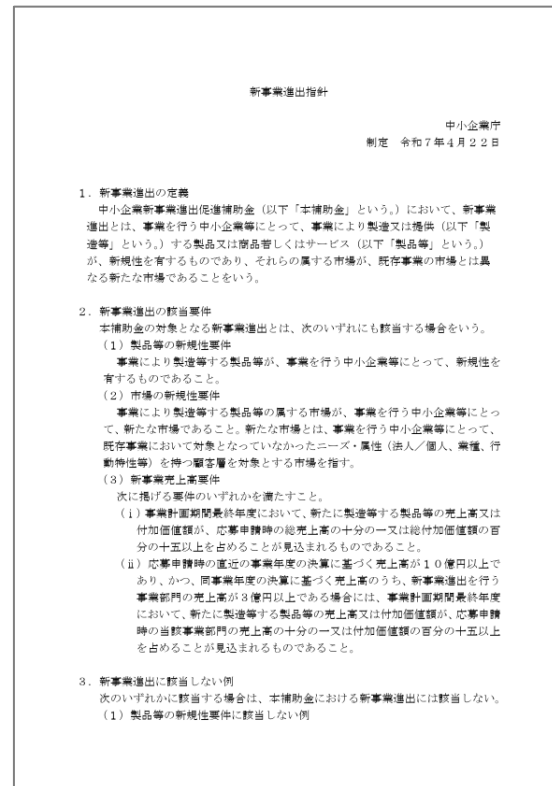 新事業進出指針
中小企業庁
制定　令和7年4月22日
1．新事業進出の定義
中小企業新事業進出促進補助金（以下「本補助金」という。）において、新事業
進出とは、事業を行う中小企業等にとって、事業により製造又は提供（以下「製
造等」という。）する製品又は商品若しくはサービス（以下「製品等」という。）
が、新規性を有するものであり、それらの属する市場が、既存事業の市場とは異
なる新たな市場であることをいう。
2．新事業進出の該当要件
本補助金の対象となる新事業進出とは、次のいずれにも該当する場合をいう。
（1）製品等の新規性要件
事業により製造等する製品等が、事業を行う中小企業等にとって、新規性を
有するものであること。
（2）市場の新規性要件
事業により製造等する製品等の属する市場が、事業を行う中小企業等にとっ
て、新たな市場であること。新たな市場とは、事業を行う中小企業等にとって、
既存事業において対象となっていなかったニーズ・属性（法人／個人、業種、行
動特性等）を持つ顧客層を対象とする市場を指す。
（3）新事業売上高要件
次に掲げる要件のいずれかを満たすこと。
（ⅰ）事業計画期間最終年度において、新たに製造等する製品等の売上高又は
付加価値額が、応募申請時の総売上高の十分の一又は総付加価値額の百
分の十五以上を占めることが見込まれるものであること。
（ⅱ）応募申請時の直近の事業年度の決算に基づく売上高が10億円以上で
あり、かつ、同事業年度の決算に基づく売上高のうち、新事業進出を行う
事業部門の売上高が3億円以上である場合には、事業計画期間最終年度
において、新たに製造等する製品等の売上高又は付加価値額が、応募申請
時の当該事業部門の売上高の十分の一又は付加価値額の百分の十五以上
を占めることが見込まれるものであること。
3．新事業進出に該当しない例
次のいずれかに該当する場合は、本補助金における新事業進出には該当しない。
（1）製品等の新規性要件に該当しない例